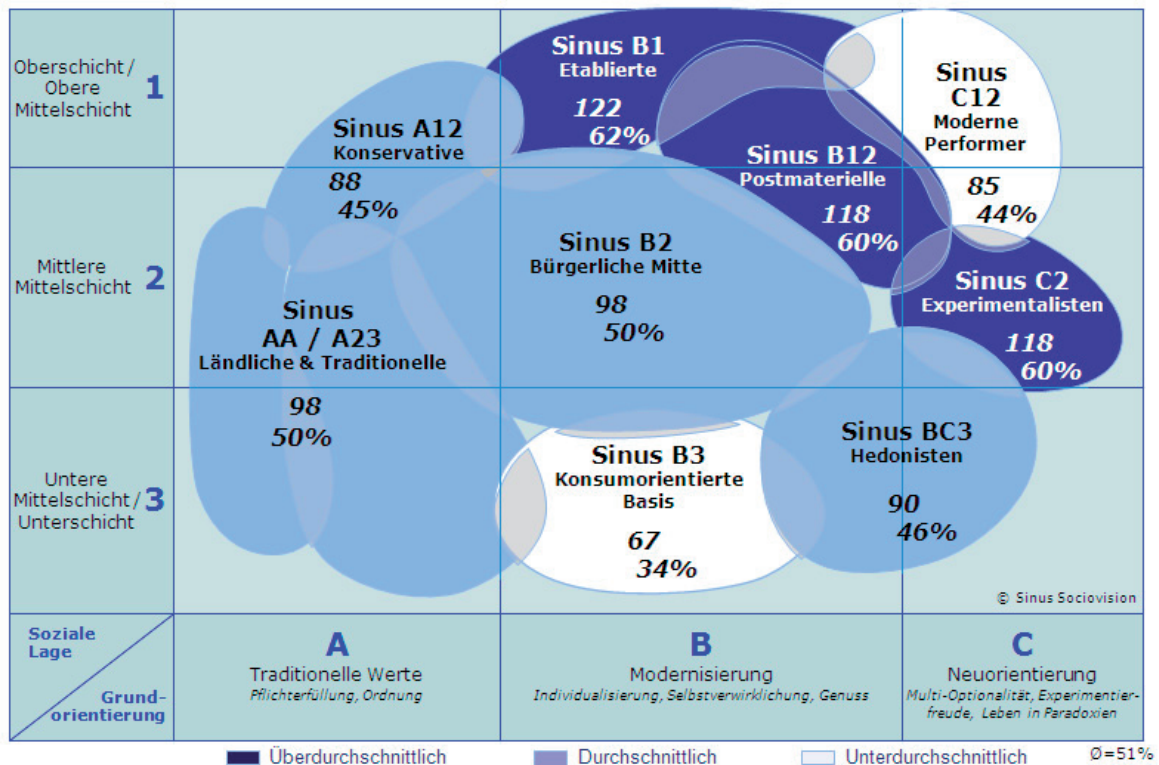 Oberschicht /
Obere
Mittelschicht
1
Mittlere
Mittelschicht
2
Untere
Mittelschicht /
Unterschicht
3
Sinus B1
Etablierte
122
62%
Sinus
C12
Moderne
Performer
85
44%
Sinus A12
Konservative
88
45%
Sinus B12
Postmaterielle
118
60%
Sinus B2
Bürgerliche Mitte
98
50%
Sinus C2
Experimentalisten
118
60%
Sinus
AA / A23
Ländliche & Traditionelle
98
50%
Sinus B3
Konsumorientierte
Basis
67
34%
Sinus BC3
Hedonisten
90
46%
© Sinus Sociovision
Soziale
Lage
Grund-
orientierung
A
Traditionelle Werte
Pflichterfüllung, Ordnung
B
Modernisierung
Individualisierung, Selbstverwirklichung, Genuss
C
Neuorientierung
Multi-Optionalität, Experimentier-
freude, Leben in Paradoxien
Überdurchschnittlich
Durchschnittlich
Unterdurchschnittlich
Ø=51%